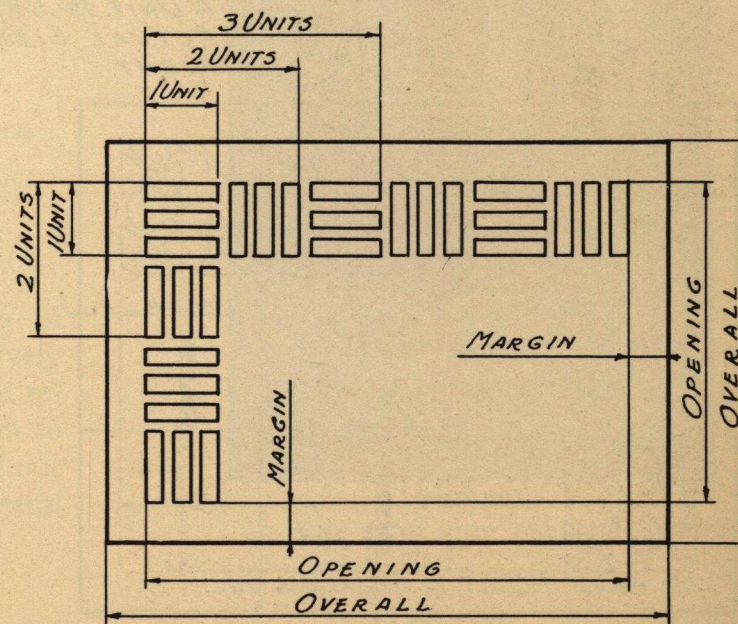 3 UNITS
2 UNITS
1 UNIT
2 UNITS
1 UNIT
MARGIN
OPENING
OVERALL
MARGIN
OPENING
OVERALL